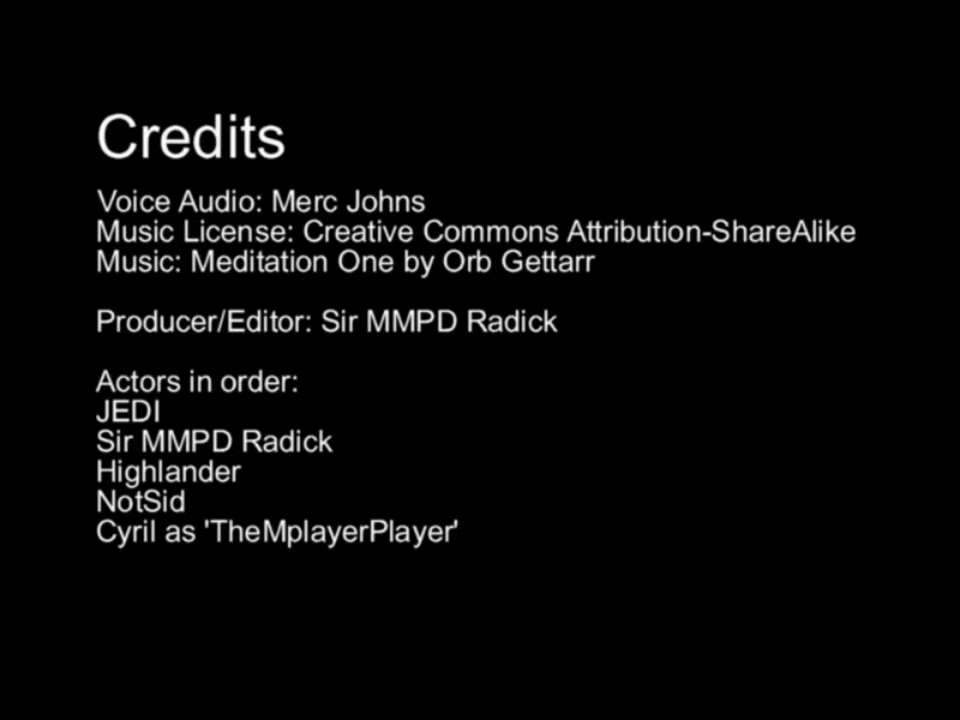 Credits
Voice Audio: Merc Johns
Music License: Creative Commons Attribution-ShareAlike
Music: Meditation One by Orb Gettarr
Producer/Editor: Sir MMPD Radick
Actors in order:
JEDI
Sir MMPD Radick
Highlander
NotSid
Cyril as 'TheMplayerPlayer'